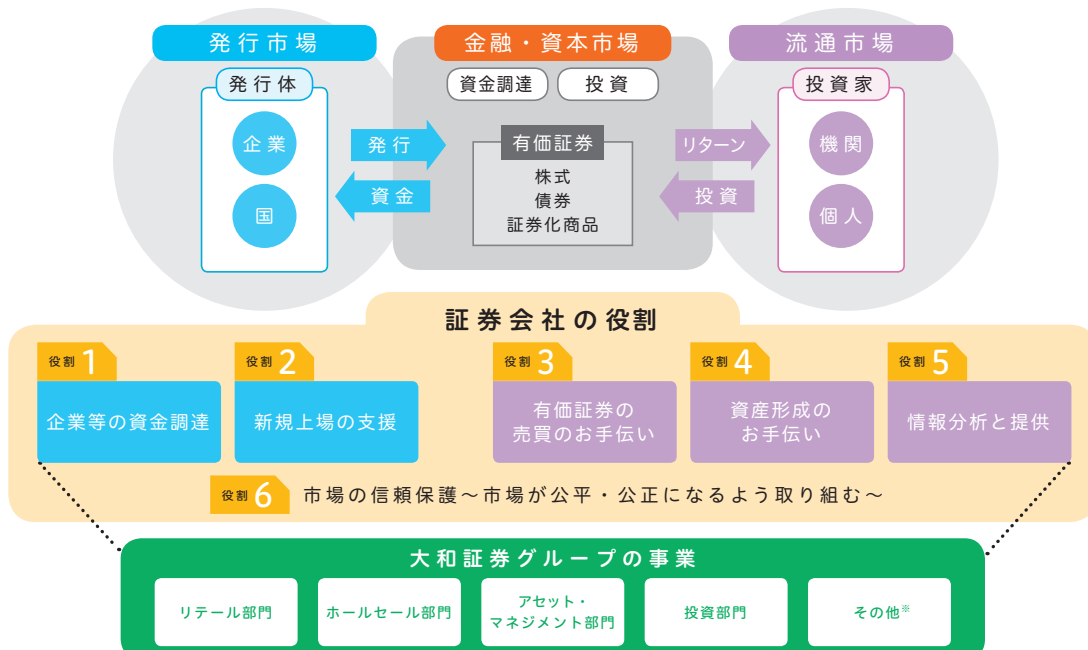 発行市場
金融・資本市場
流通市場
発行体
資金調達
投資
投資家
企業
国
発行
資金
有価証券
株式
債券
証券化商品
リターン
投資
機関
個人
証券会社の役割
役割1
企業等の資金調達
役割2
新規上場の支援
役割3
有価証券の
売買のお手伝い
役割4
資産形成の
お手伝い
役割5
情報分析と提供
役割6
市場の信頼保護～市場が公平・公正になるよう取り組む～
大和証券グループの事業
リテール部門
ホールセール部門
アセット・
マネジメント部門
投資部門
その他※